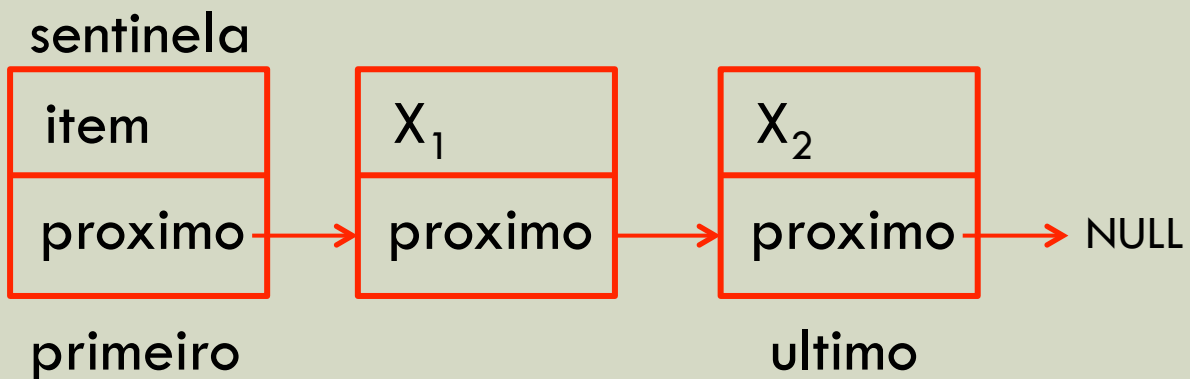 sentinela
item X₁ X₂
proximo proximo proximo NULL
primeiro ultimo